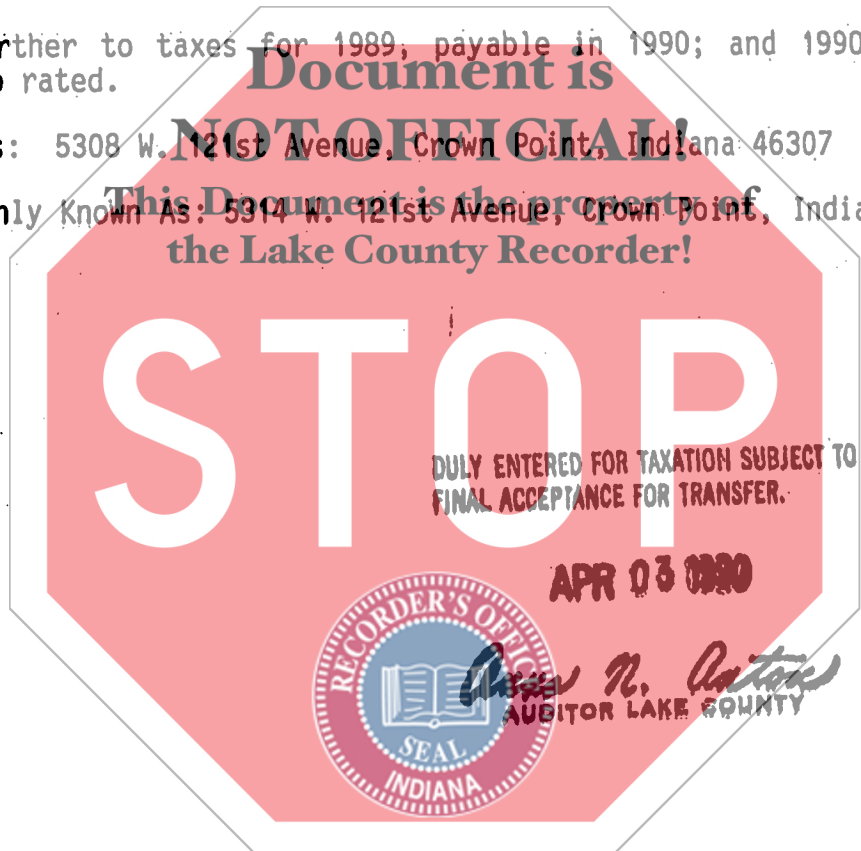 rther to taxes for 1989, payable in 1990; and 1990
rated.
Document is
NOT OFFICIAL!
s: 5308 W. 121st Avenue, Crown Point, Indiana 46307
This Document is the property of
nly Known As: 5314 W. 121st Avenue, Crown Point, India
the Lake County Recorder!
STOP
DULY ENTERED FOR TAXATION SUBJECT TO
FINAL ACCEPTANCE FOR TRANSFER.
APR 03 1990
N. Anton
AUDITOR LAKE COUNTY
RECORDER'S OFFICE
SEAL
INDIANA